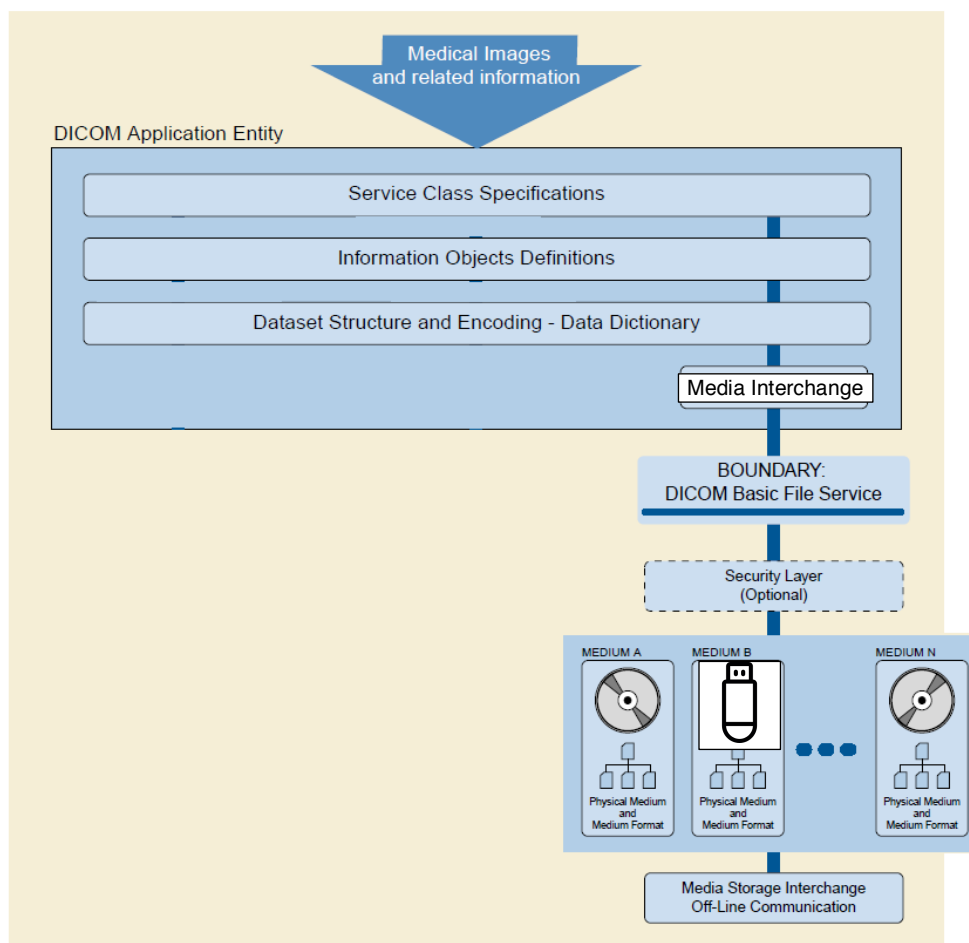 Medical Images
and related information
DICOM Application Entity
Service Class Specifications
Information Objects Definitions
Dataset Structure and Encoding - Data Dictionary
Media Interchange
BOUNDARY:
DICOM Basic File Service
Security Layer
(Optional)
MEDIUM A
Physical Medium
and
Medium Format
MEDIUM B
Physical Medium
and
Medium Format
MEDIUM N
Physical Medium
and
Medium Format
Media Storage Interchange
Off-Line Communication